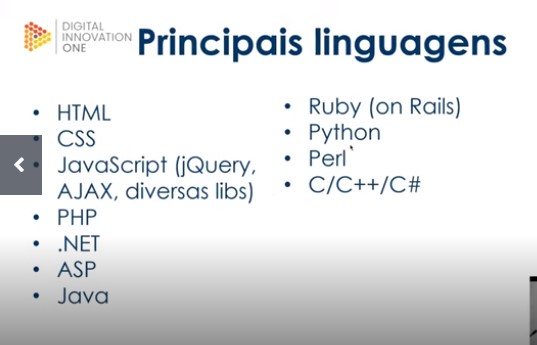 DIGITAL
INNOVATION
ONE
Principais linguagens
• HTML
• CSS
• JavaScript (jQuery,
AJAX, diversas libs)
• PHP
• .NET
• ASP
• Java
• Ruby (on Rails)
• Python
• Perl
• C/C++/C#